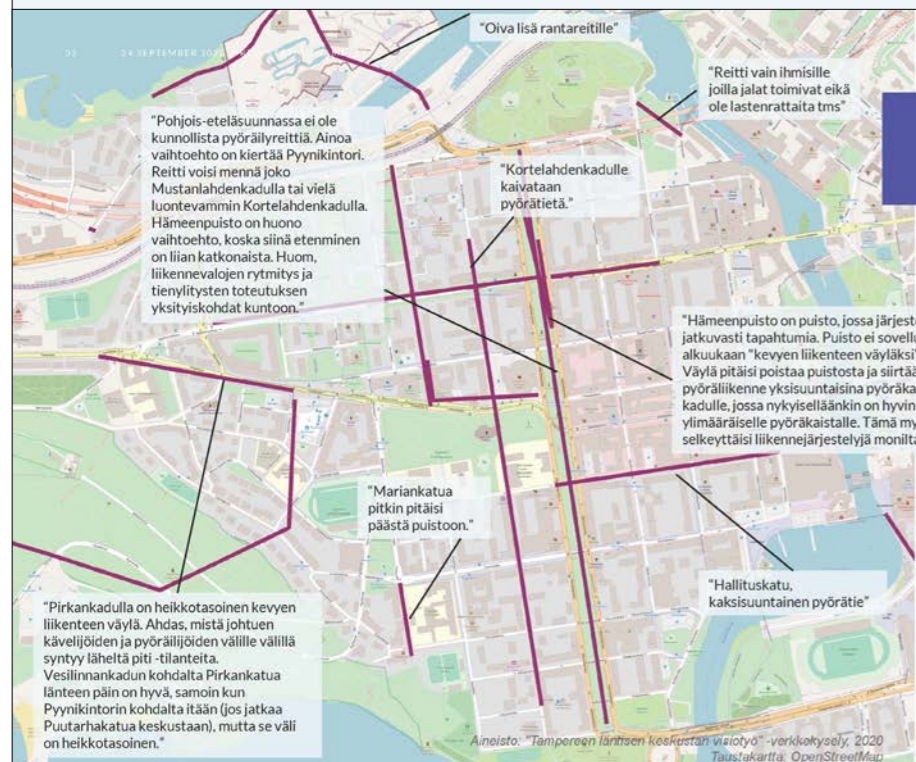 32
24 SEPTEMBER 202
"Oiva lisä rantareitille"
"Reitti vain ihmisille
joilla jalat toimivat eikä
ole lastenrattaita tms"
"Pohjois-eteläsuunnassa ei ole
kunnollista pyöräilyreittiä. Ainoa
vaihtoehto on kiertää Pyynikintori.
Reitti voisi mennä joko
Mustanlahdenkadulla tai vielä
luontevammin Kortelahdenkadulla.
Hämeenpuisto on huono
vaihtoehto, koska siinä eteneminen
on liian katkonaista. Huom,
liikennevalojen rytmitys ja
tienylitysten toteutuksen
yksityiskohdat kuntoon."
"Kortelahdenkadulle
kaivataan
pyörätietä."
"Hämeenpuisto on puisto, jossa järjeste
jatkuvasti tapahtumia. Puisto ei sovellu
alkuukaan "kevyen liikenteen väyläksi"
Väylä pitäisi poistaa puistosta ja siirtää
pyöräliikenne yksisuuntaisina pyöräka
kadulle, jossa nykyiselläänkin on hyvin
ylimääräiselle pyöräkaistalle. Tämä my
selkeyttäisi liikennejärjestelyjä monilta
"Mariankatua
pitkin pitäisi
päästä puistoon."
"Hallituskatu,
kaksisuuntainen pyörätie"
"Pirkankadulla on heikkotasoinen kevyen
liikenteen väylä. Ahdas, mistä johtuen
kävelijöiden ja pyöräilijöiden välille välillä
syntyy läheltä piti -tilanteita.
Vesilinnankadun kohdalta Pirkankatua
länteen päin on hyvä, samoin kun
Pyynikintorin kohdalta itään (jos jatkaa
Puutarhakatua keskustaan), mutta se väli
on heikkotasoinen."
Aineisto: "Tampereen läntisen keskustan visiotyö" -verkkokysely, 2020
Taustakartta: OpenStreetMap